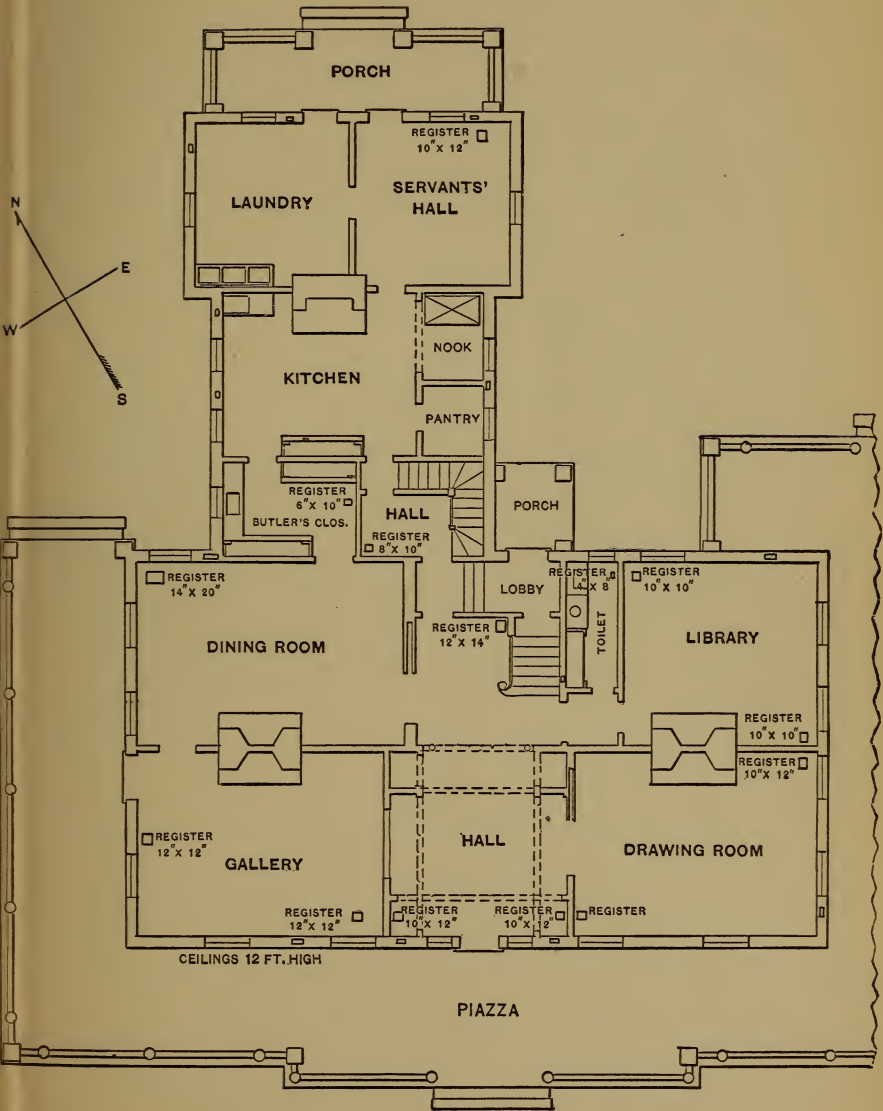 PORCH
REGISTER
10"X 12"
LAUNDRY
SERVANTS'
HALL
N
E
W
S
NOOK
KITCHEN
PANTRY
REGISTER
6"X 10"
BUTLER'S CLOS.
HALL
REGISTER
8"X 10"
PORCH
REGISTER
14"X 20"
LOBBY
REGISTER
4"X 8"
REGISTER
10"X 10"
DINING ROOM
REGISTER
12"X 14"
TOILET
LIBRARY
REGISTER
10"X 10"
REGISTER
10"X 12"
REGISTER
12"X 12"
GALLERY
HALL
DRAWING ROOM
REGISTER
12"X 12"
REGISTER
10"X 12"
REGISTER
10"X 12"
REGISTER
CEILINGS 12 FT. HIGH
PIAZZA